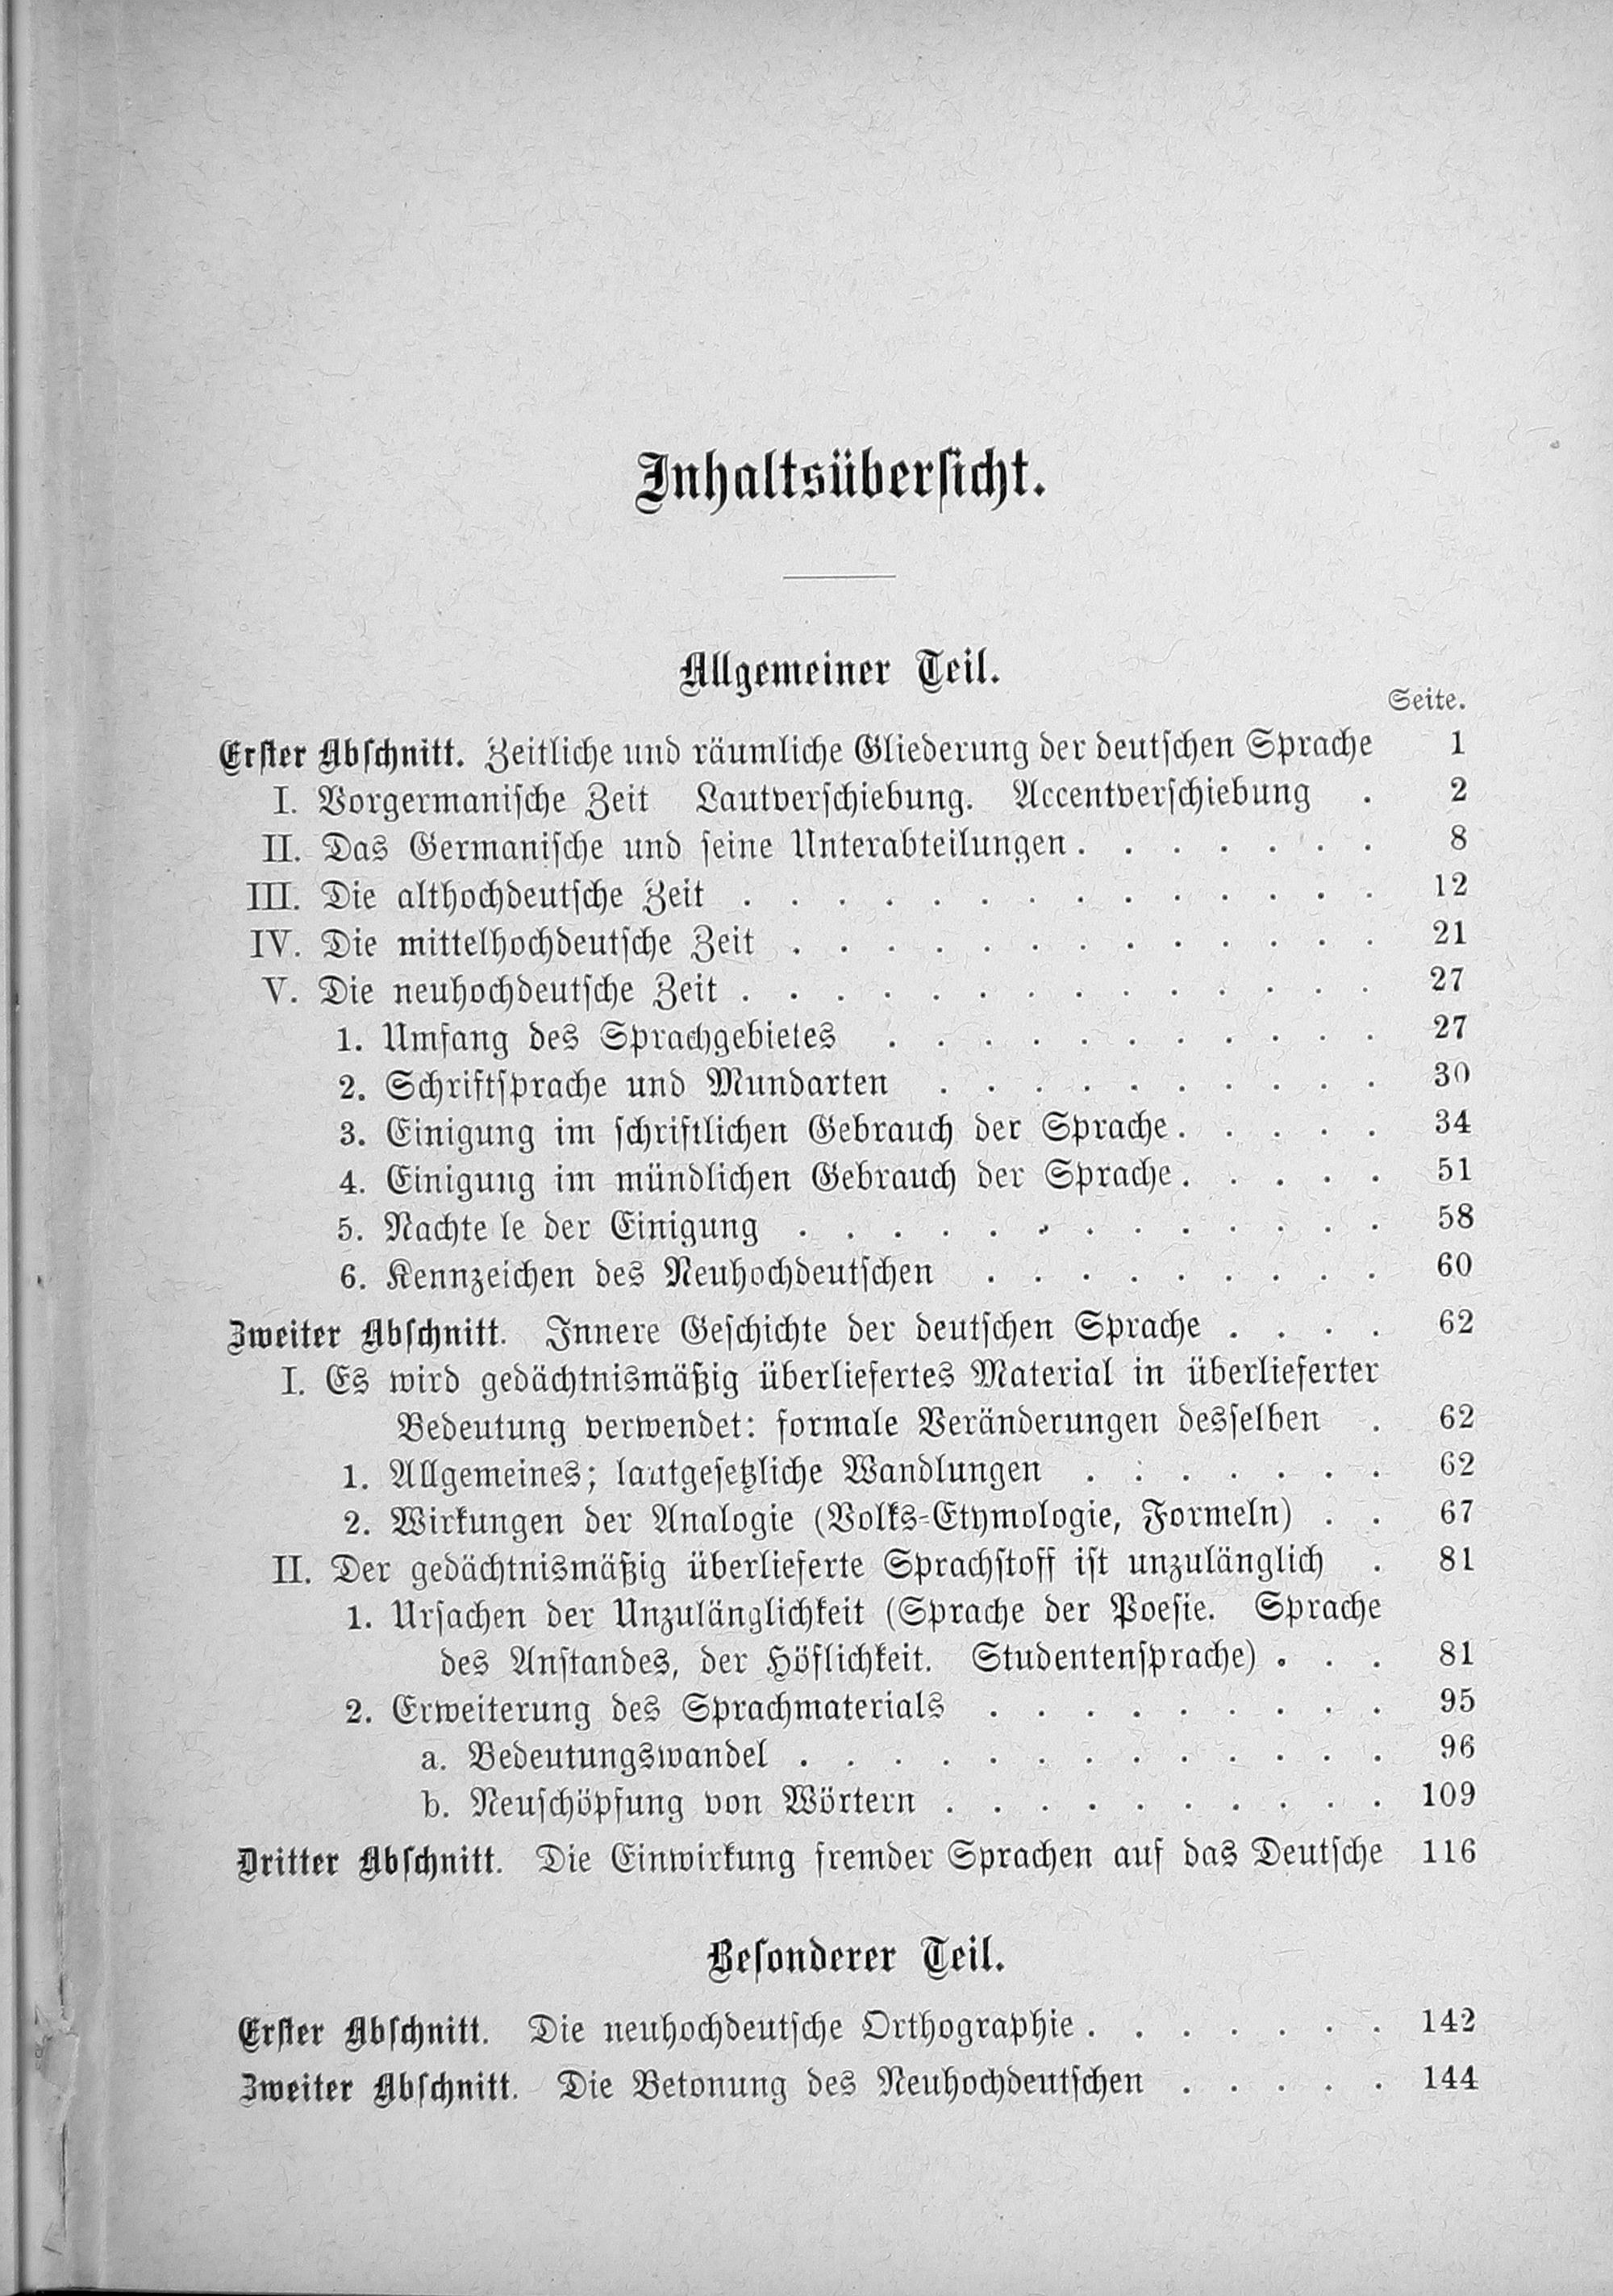 Inhaltsübersicht.
Allgemeiner Teil.
Seite.
Erster Abschnitt. Zeitliche und räumliche Gliederung der deutschen Sprache 1
I. Vorgermanische Zeit Lautverschiebung. Accentverschiebung . 2
II. Das Germanische und seine Unterabteilungen . . . . . . . 8
III. Die althochdeutsche Zeit . . . . . . . . . . . . . . 12
IV. Die mittelhochdeutsche Zeit . . . . . . . . . . . . . 21
V. Die neuhochdeutsche Zeit . . . . . . . . . . . . . . 27
1. Umfang des Sprachgebietes . . . . . . . . . . . 27
2. Schriftsprache und Mundarten . . . . . . . . . . 30
3. Einigung im schriftlichen Gebrauch der Sprache . . . . . 34
4. Einigung im mündlichen Gebrauch der Sprache . . . . . 51
5. Nachte le der Einigung . . . . . . . . . . . . . 58
6. Kennzeichen des Neuhochdeutschen . . . . . . . . . 60
Zweiter Abschnitt. Innere Geschichte der deutschen Sprache . . . . 62
I. Es wird gedächtnismäßig überliefertes Material in überlieferter
Bedeutung verwendet: formale Veränderungen desselben . 62
1. Allgemeines; lautgesetzliche Wandlungen . . . . . . . 62
2. Wirkungen der Analogie (Volks-Etymologie, Formeln) . . 67
II. Der gedächtnismäßig überlieferte Sprachstoff ist unzulänglich . 81
1. Ursachen der Unzulänglichkeit (Sprache der Poesie. Sprache
des Anstandes, der Höflichkeit. Studentensprache) . . . 81
2. Erweiterung des Sprachmaterials . . . . . . . . . 95
a. Bedeutungswandel . . . . . . . . . . . . . 96
b. Neuschöpfung von Wörtern . . . . . . . . . . 109
Dritter Abschnitt. Die Einwirkung fremder Sprachen auf das Deutsche 116
Besonderer Teil.
Erster Abschnitt. Die neuhochdeutsche Orthographie . . . . . . . 142
Zweiter Abschnitt. Die Betonung des Neuhochdeutschen . . . . . 144